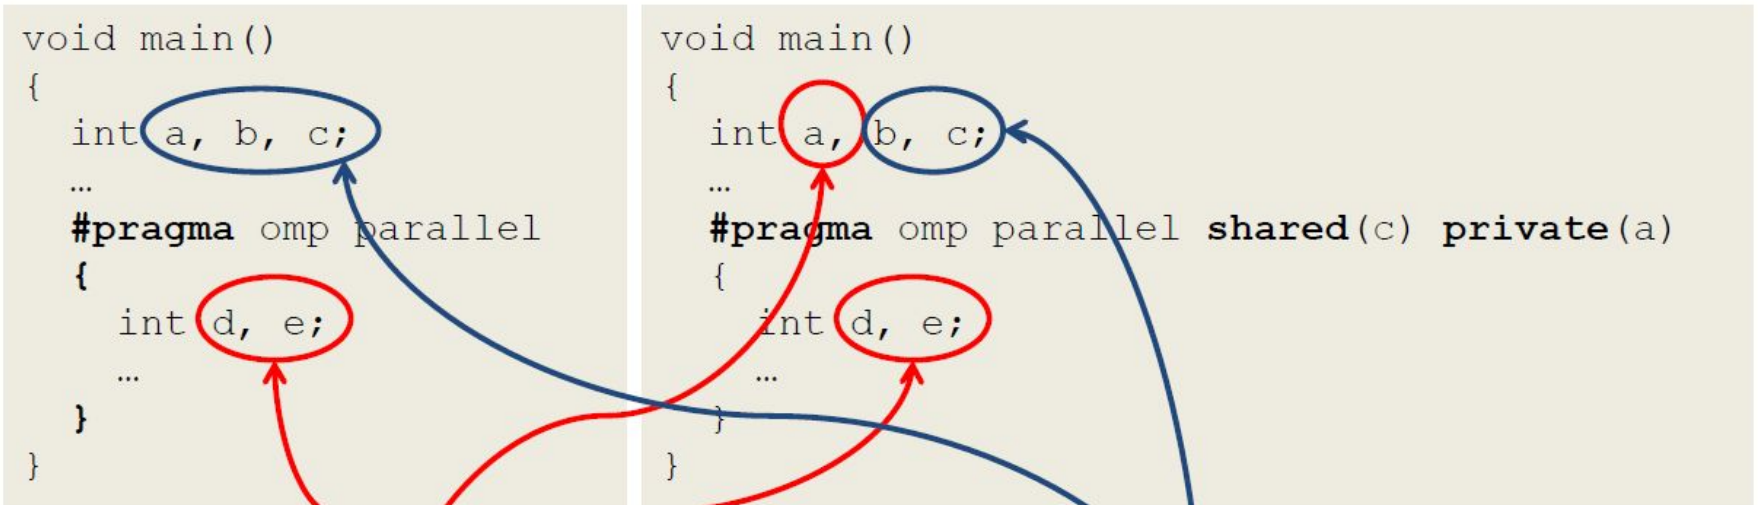 void main()
{
int a, b, c;
…
#pragma omp parallel
{
int d, e;
…
}
}
void main()
{
int a, b, c;
…
#pragma omp parallel shared(c) private(a)
{
int d, e;
…
}
}